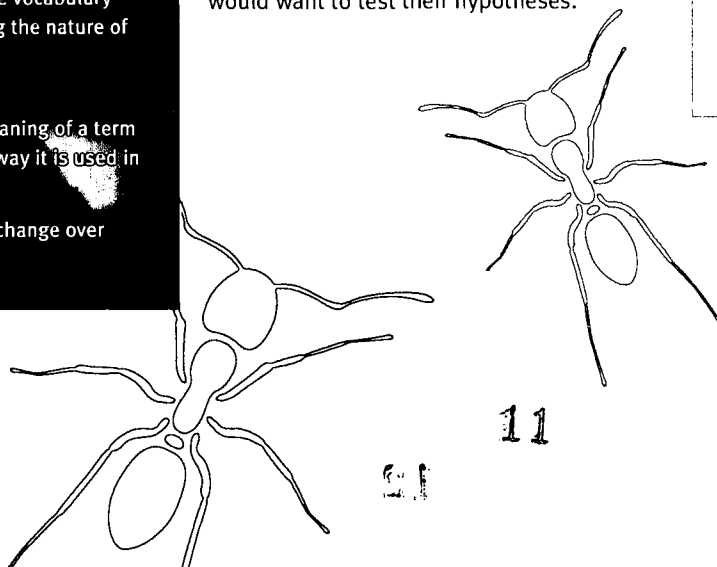 e vocabulary
g the nature of
aning of a term
way it is used in
change over
would want to test their hypotheses.
11